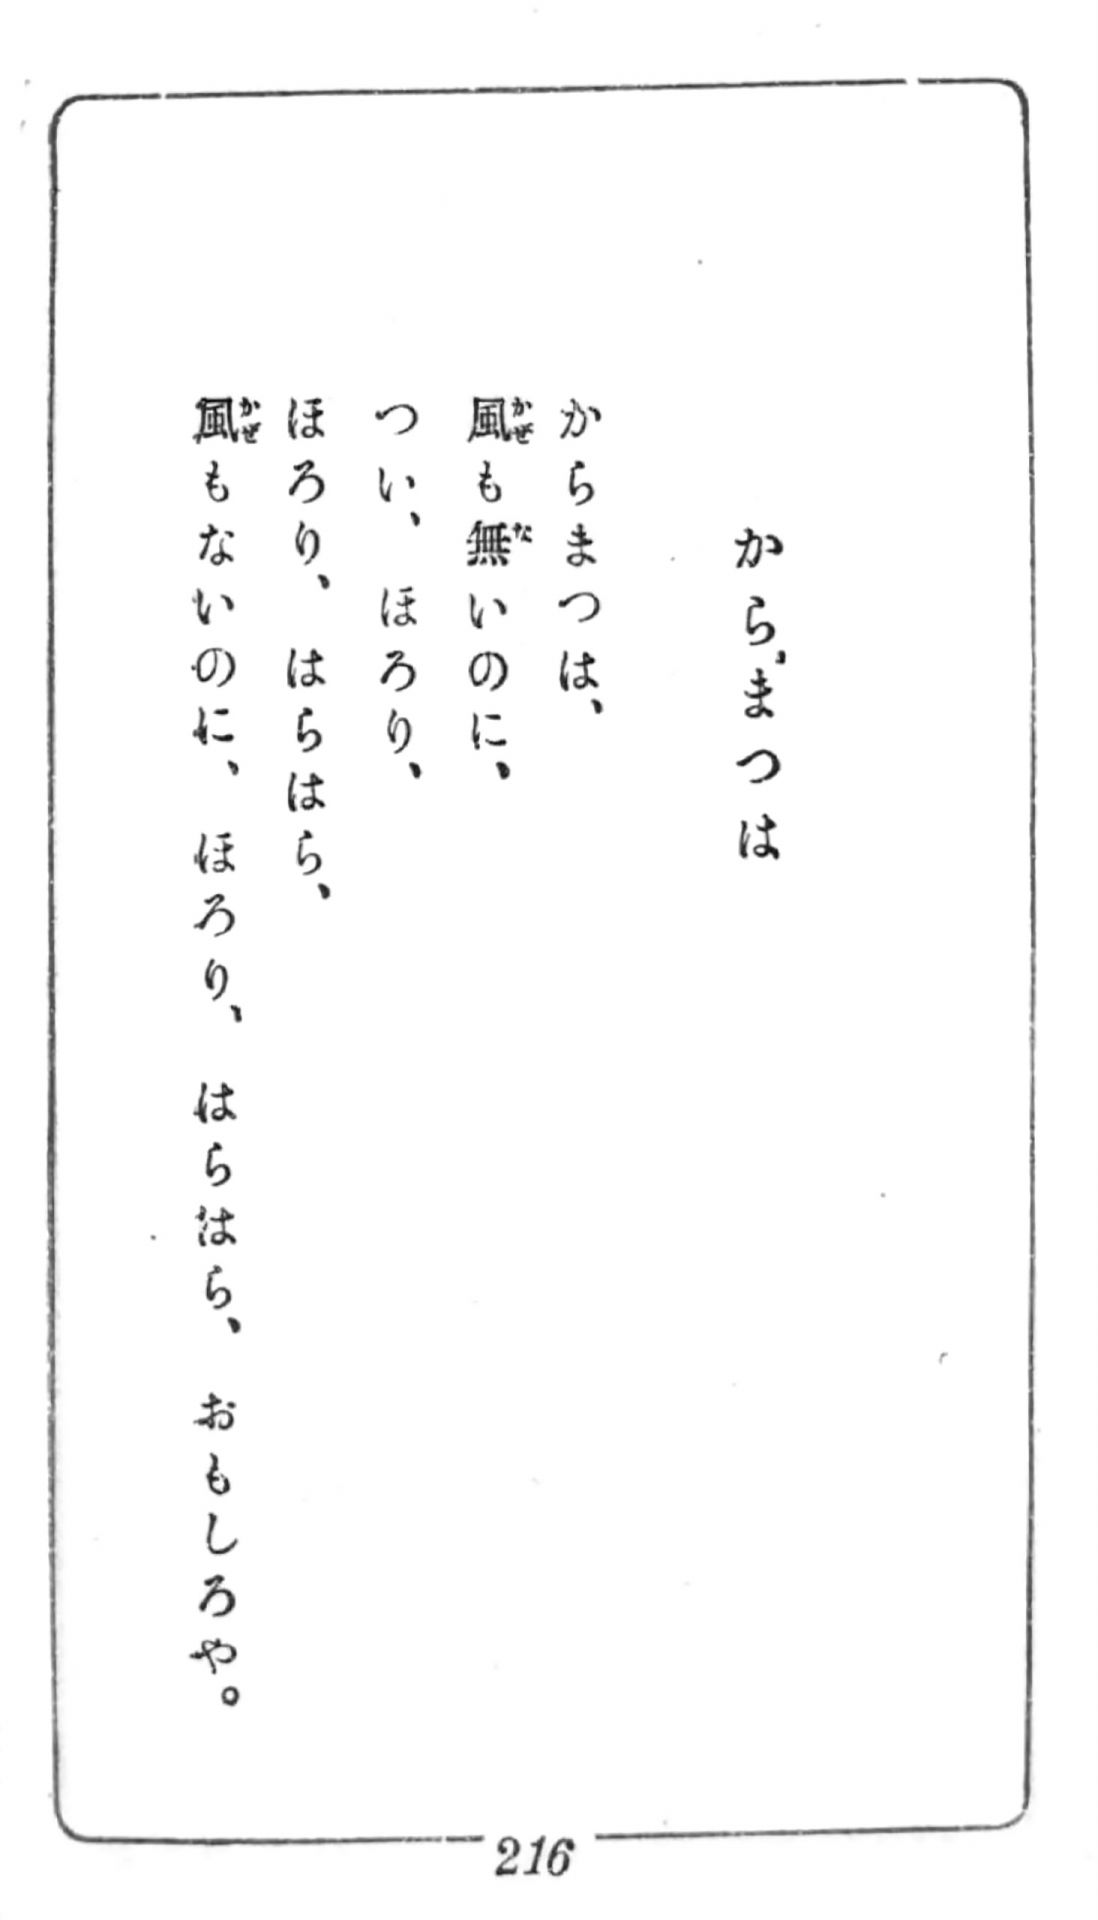 からまつは
からまつは、
風も無いのに、
つい、ほろり、
ほろり、はらはら、
風もないのに、ほろり、はらはら、おもしろや。
216